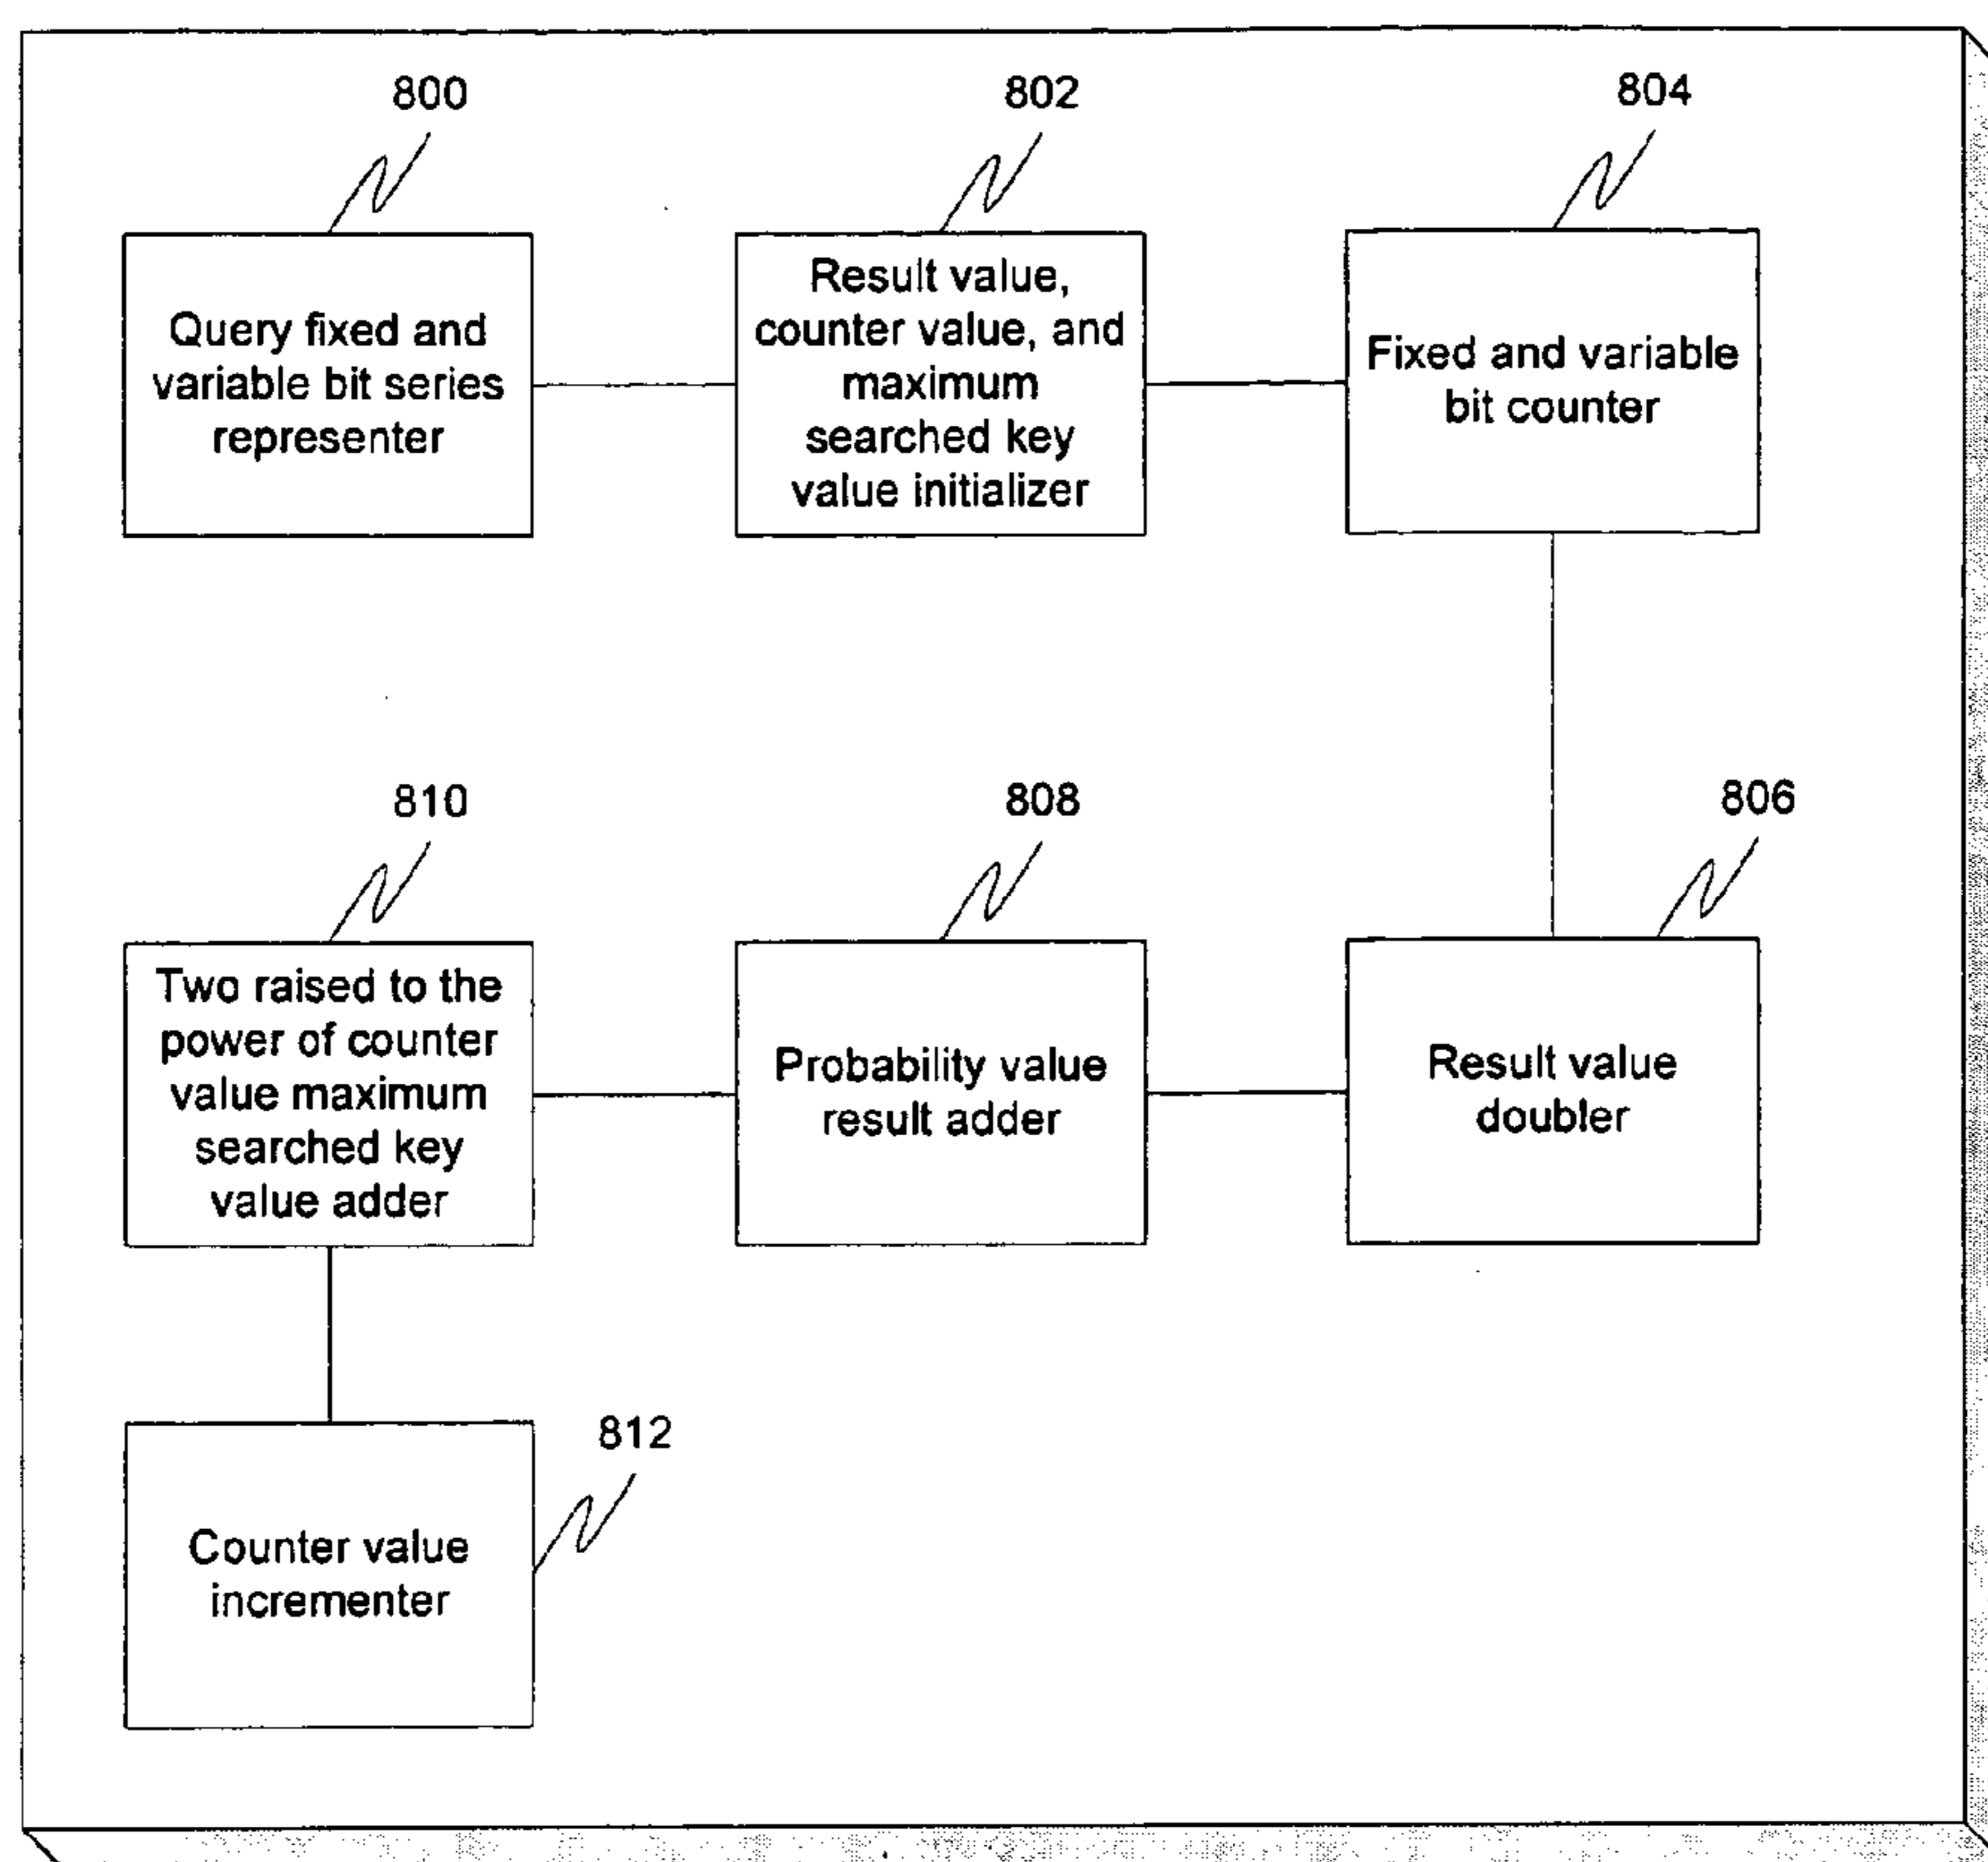 800
802
804
Query fixed and
variable bit series
representer
Result value,
counter value, and
maximum
searched key
value initializer
Fixed and variable
bit counter
810
808
806
Two raised to the
power of counter
value maximum
searched key
value adder
Probability value
result adder
Result value
doubler
812
Counter value
incrementer